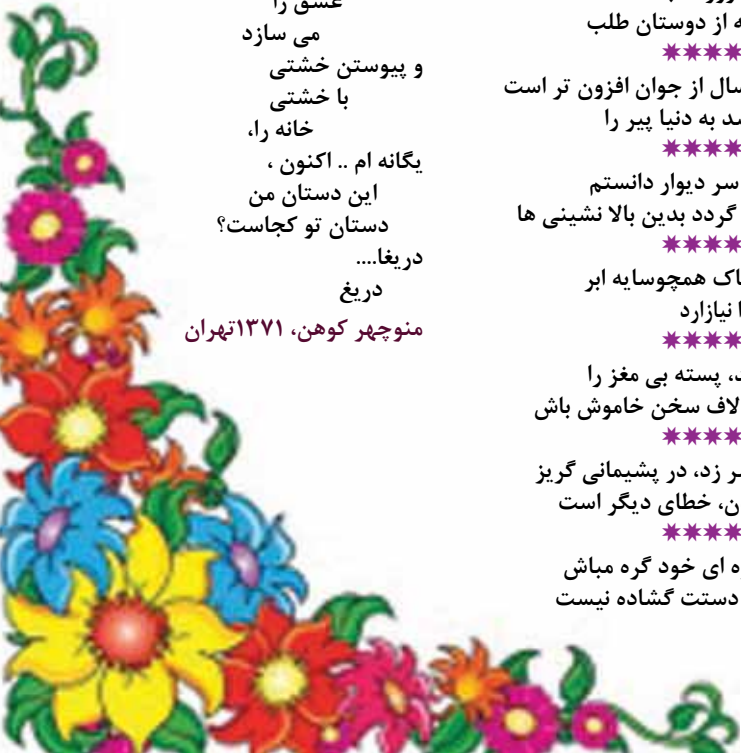 از دوستان طلب
*****
سال از جوان افزون تر است
به دنیا پیر را
*****
سر دیوار دانستم
گردد بدین بالا نشینی ها
*****
همچوسایه ابر
نیازارد
*****
پسته بی مغز را
لاف سخن خاموش باش
*****
زد، در پشیمانی گریز
خطای دیگر است
*****
ای خود گره مباش
دستت گشاده نیست
عشق را
می سازد
و پیوستن خشتی
با خشتی
خانه را،
یگانه ام .. اکنون ،
این دستان من
دستان تو کجاست؟
دریغا....
دریغ
منوچهر کوهن، ۱۳۷۱تهران